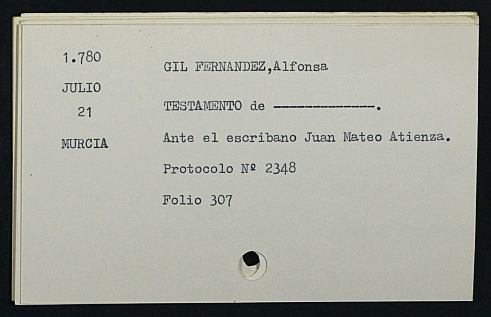 1.780
JULIO
21
MURCIA
GIL FERNANDEZ,Alfonsa
TESTAMENTO de -------------.
Ante el escribano Juan Mateo Atienza.
Protocolo Nº 2348
Folio 307